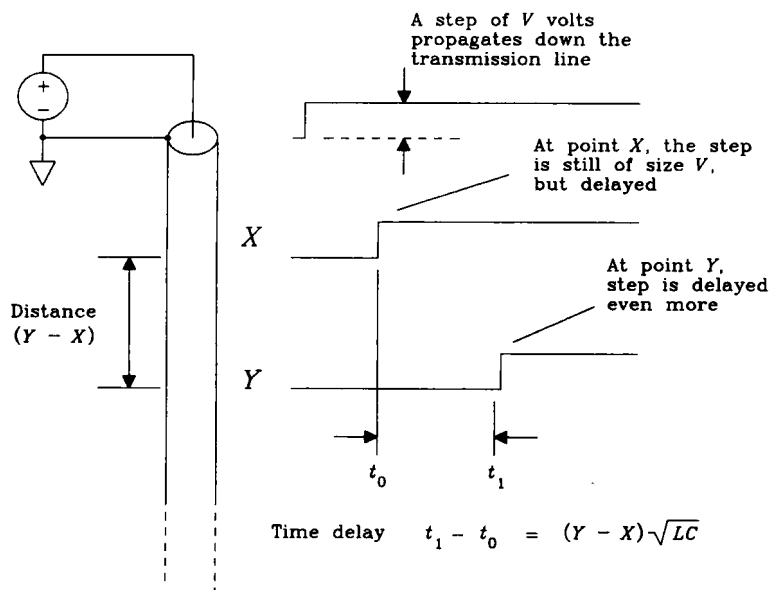 A step of V volts
propagates down the
transmission line
+
−
At point X, the step
is still of size V,
but delayed
X
At point Y,
step is delayed
even more
Distance
(Y − X)
Y
t₀
t₁
Time delay t₁ − t₀ = (Y − X)√LC